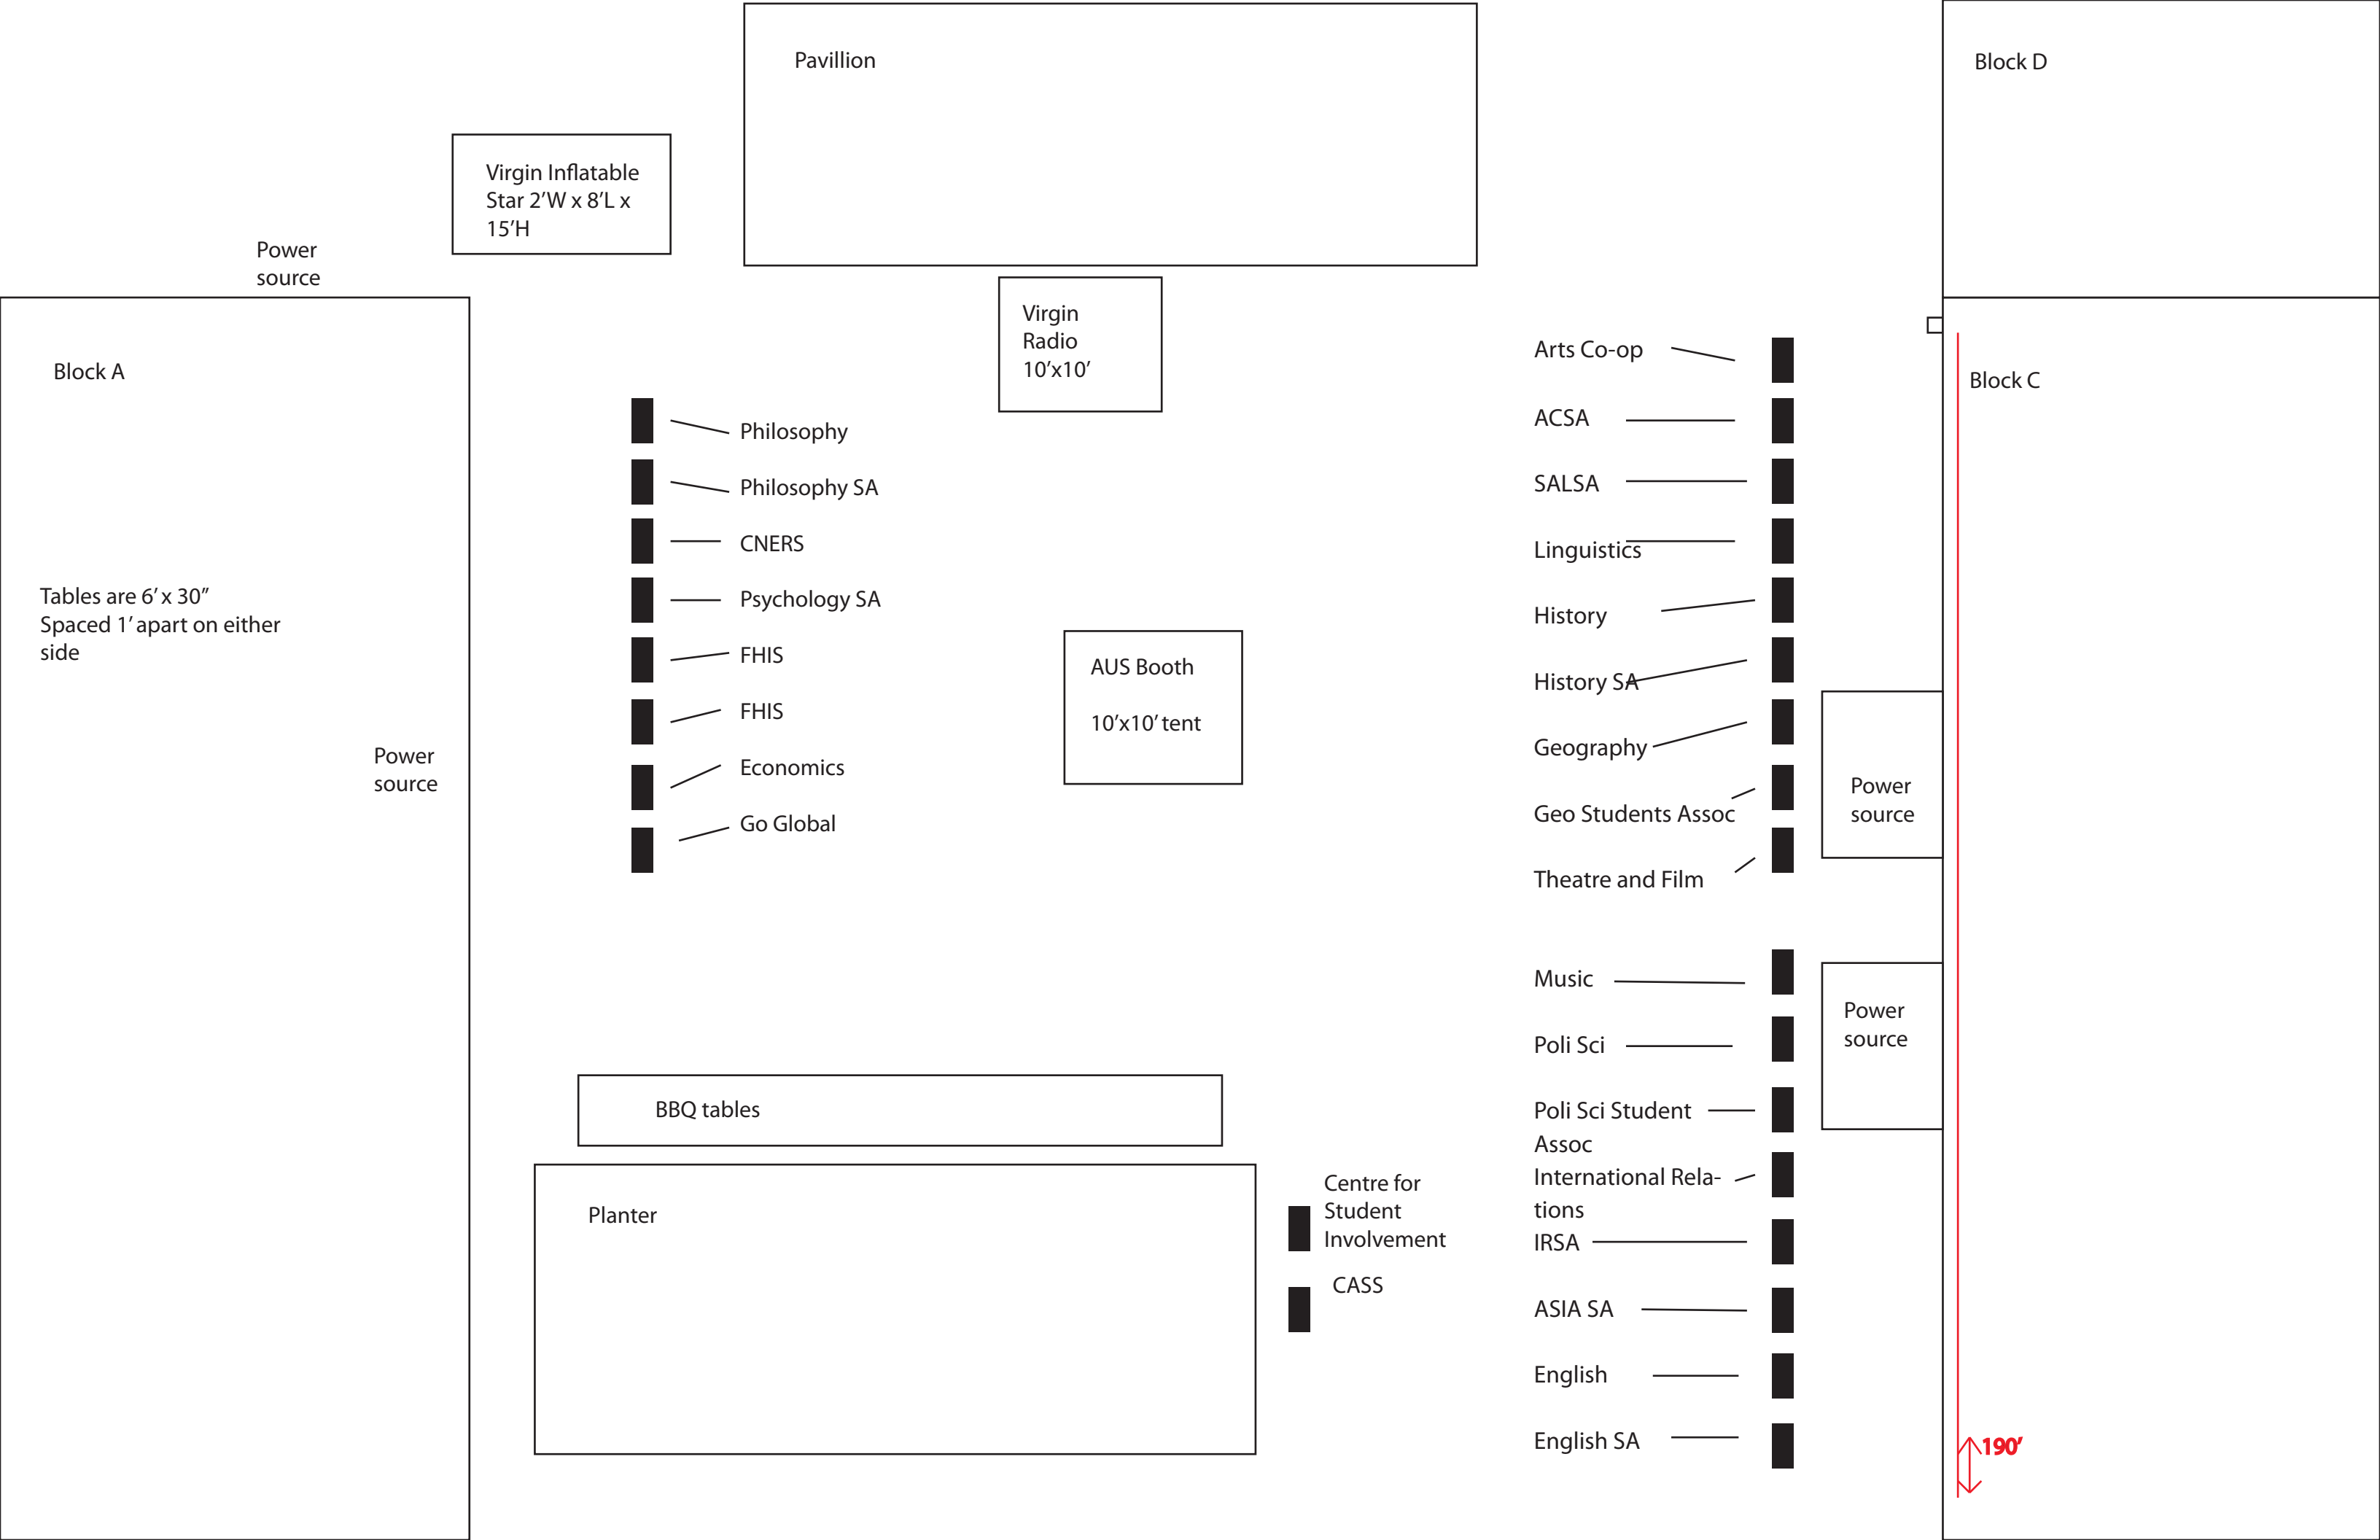 Pavillion
Block D
Virgin Inflatable
Star 2’W x 8’L x
15’H
Power
source
Virgin
Radio
10’x10’
Block A
Block C
Tables are 6’ x 30”
Spaced 1’ apart on either
side
Power
source
Philosophy
Philosophy SA
CNERS
Psychology SA
FHIS
FHIS
Economics
Go Global
AUS Booth
10’x10’ tent
Arts Co-op
ACSA
SALSA
Linguistics
History
History SA
Geography
Geo Students Assoc
Theatre and Film
Music
Poli Sci
Poli Sci Student
Assoc
International Rela-
tions
IRSA
ASIA SA
English
English SA
Power
source
Power
source
BBQ tables
Planter
Centre for
Student
Involvement
CASS
190’